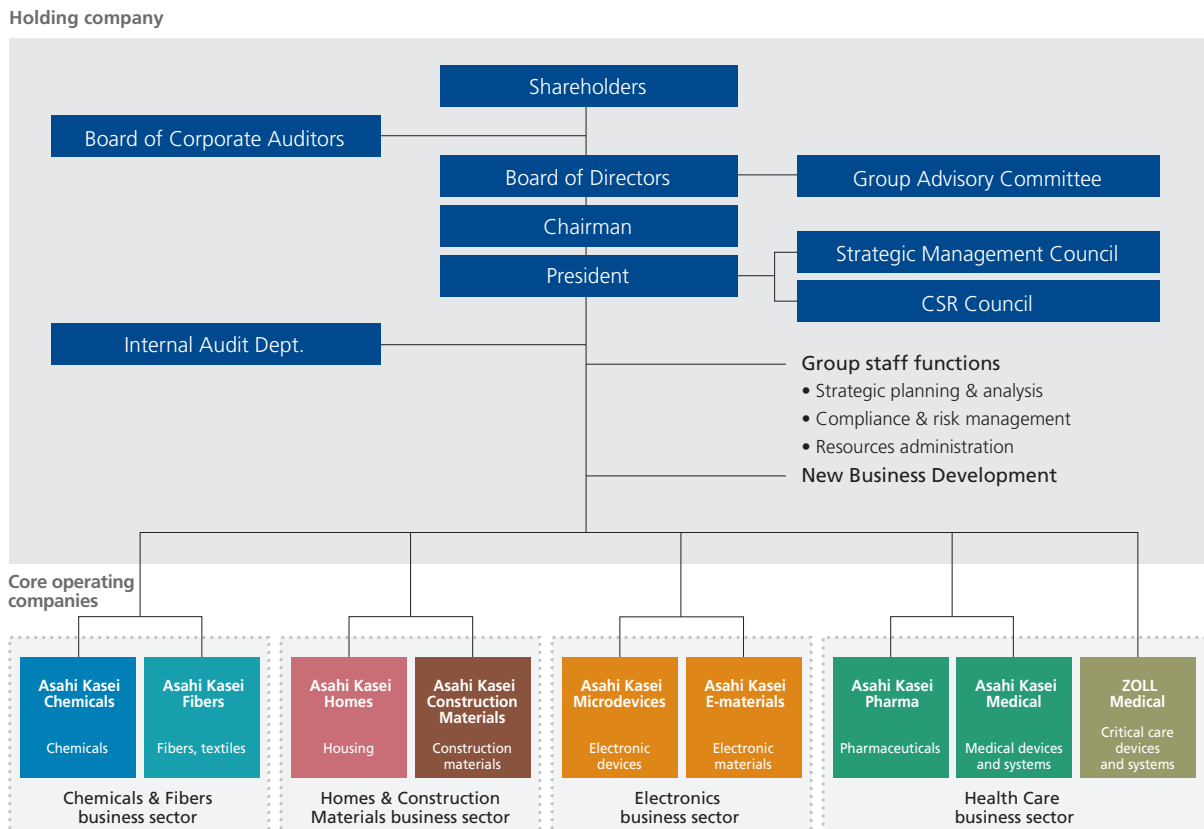 Holding company
Shareholders
Board of Corporate Auditors
Board of Directors
Group Advisory Committee
Chairman
Strategic Management Council
President
CSR Council
Internal Audit Dept.
Group staff functions
• Strategic planning & analysis
• Compliance & risk management
• Resources administration
New Business Development
Core operating
companies
Asahi Kasei
Chemicals
Chemicals
Asahi Kasei
Fibers
Fibers, textiles
Chemicals & Fibers
business sector
Asahi Kasei
Homes
Housing
Asahi Kasei
Construction
Materials
Construction
materials
Homes & Construction
Materials business sector
Asahi Kasei
Microdevices
Electronic
devices
Asahi Kasei
E-materials
Electronic
materials
Electronics
business sector
Asahi Kasei
Pharma
Pharmaceuticals
Asahi Kasei
Medical
Medical devices
and systems
ZOLL
Medical
Critical care
devices
and systems
Health Care
business sector